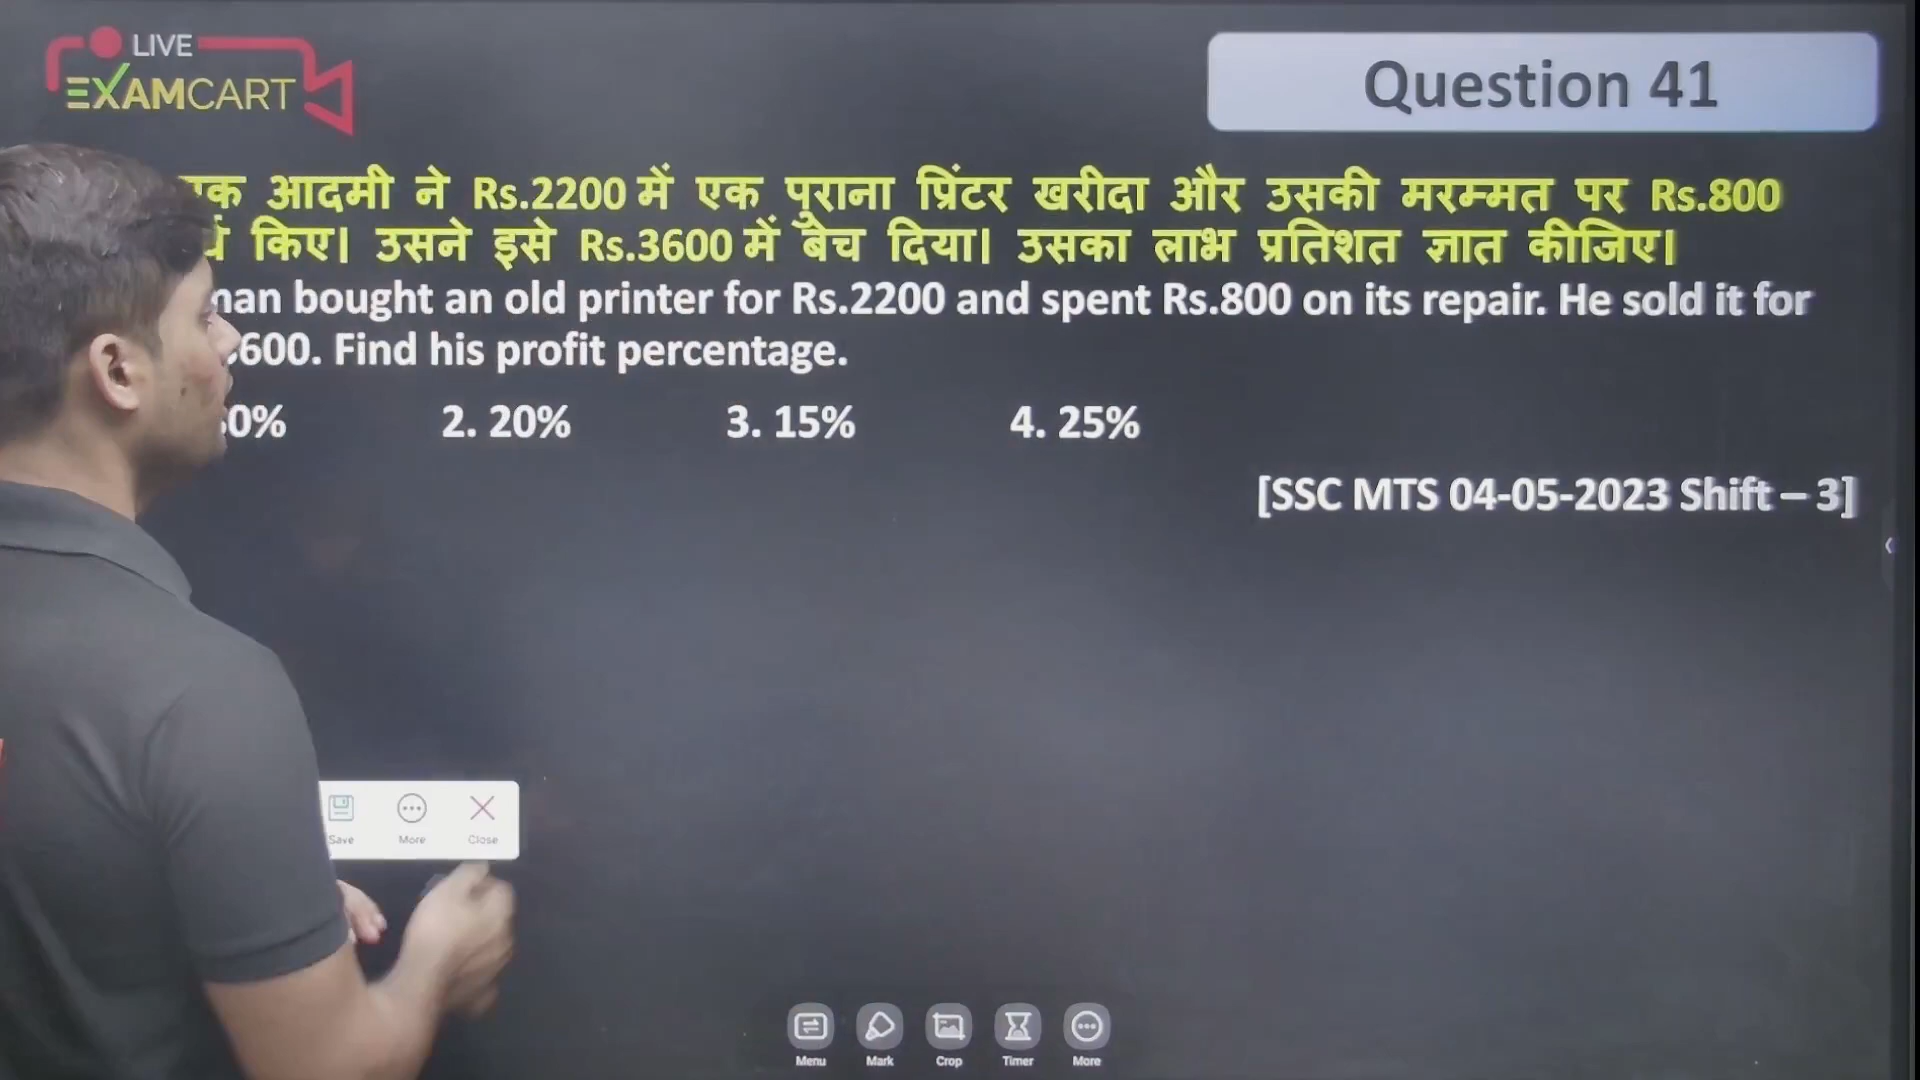 LIVE
EXAMCART
Question 41
आदमी ने Rs.2200 में एक पुराना प्रिंटर खरीदा और उसकी मरम्मत पर Rs.800
किए। उसने इसे Rs.3600 में बेच दिया। उसका लाभ प्रतिशत ज्ञात कीजिए।
bought an old printer for Rs.2200 and spent Rs.800 on its repair. He sold it for
Find his profit percentage.
2. 20% 3. 15% 4. 25%
[SSC MTS 04-05-2023 Shift – 3]
Save More Close
Menu Mark Crop Timer More